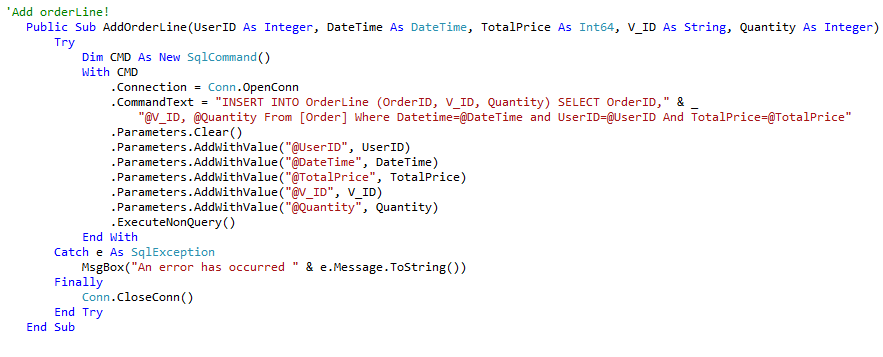 'Add orderLine!
Public Sub AddOrderLine(UserID As Integer, DateTime As DateTime, TotalPrice As Int64, V_ID As String, Quantity As Integer)
Try
Dim CMD As New SqlCommand()
With CMD
.Connection = Conn.OpenConn
.CommandText = "INSERT INTO OrderLine (OrderID, V_ID, Quantity) SELECT OrderID," & _
"@V_ID, @Quantity From [Order] Where Datetime=@DateTime and UserID=@UserID And TotalPrice=@TotalPrice"
.Parameters.Clear()
.Parameters.AddWithValue("@UserID", UserID)
.Parameters.AddWithValue("@DateTime", DateTime)
.Parameters.AddWithValue("@TotalPrice", TotalPrice)
.Parameters.AddWithValue("@V_ID", V_ID)
.Parameters.AddWithValue("@Quantity", Quantity)
.ExecuteNonQuery()
End With
Catch e As SqlException
MsgBox("An error has occurred " & e.Message.ToString())
Finally
Conn.CloseConn()
End Try
End Sub